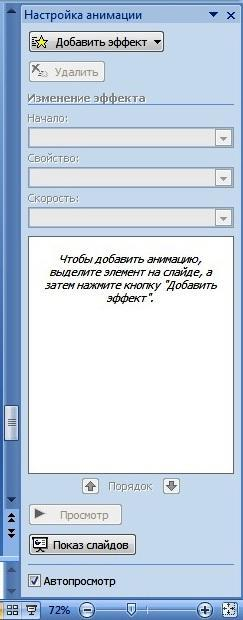 Настройка анимации
Добавить эффект
Удалить
Изменение эффекта
Начало:
Свойство:
Скорость:
Чтобы добавить анимацию,
выделите элемент на слайде, а
затем нажмите кнопку "Добавить
эффект".
Порядок
Просмотр
Показ слайдов
Автопросмотр
72%